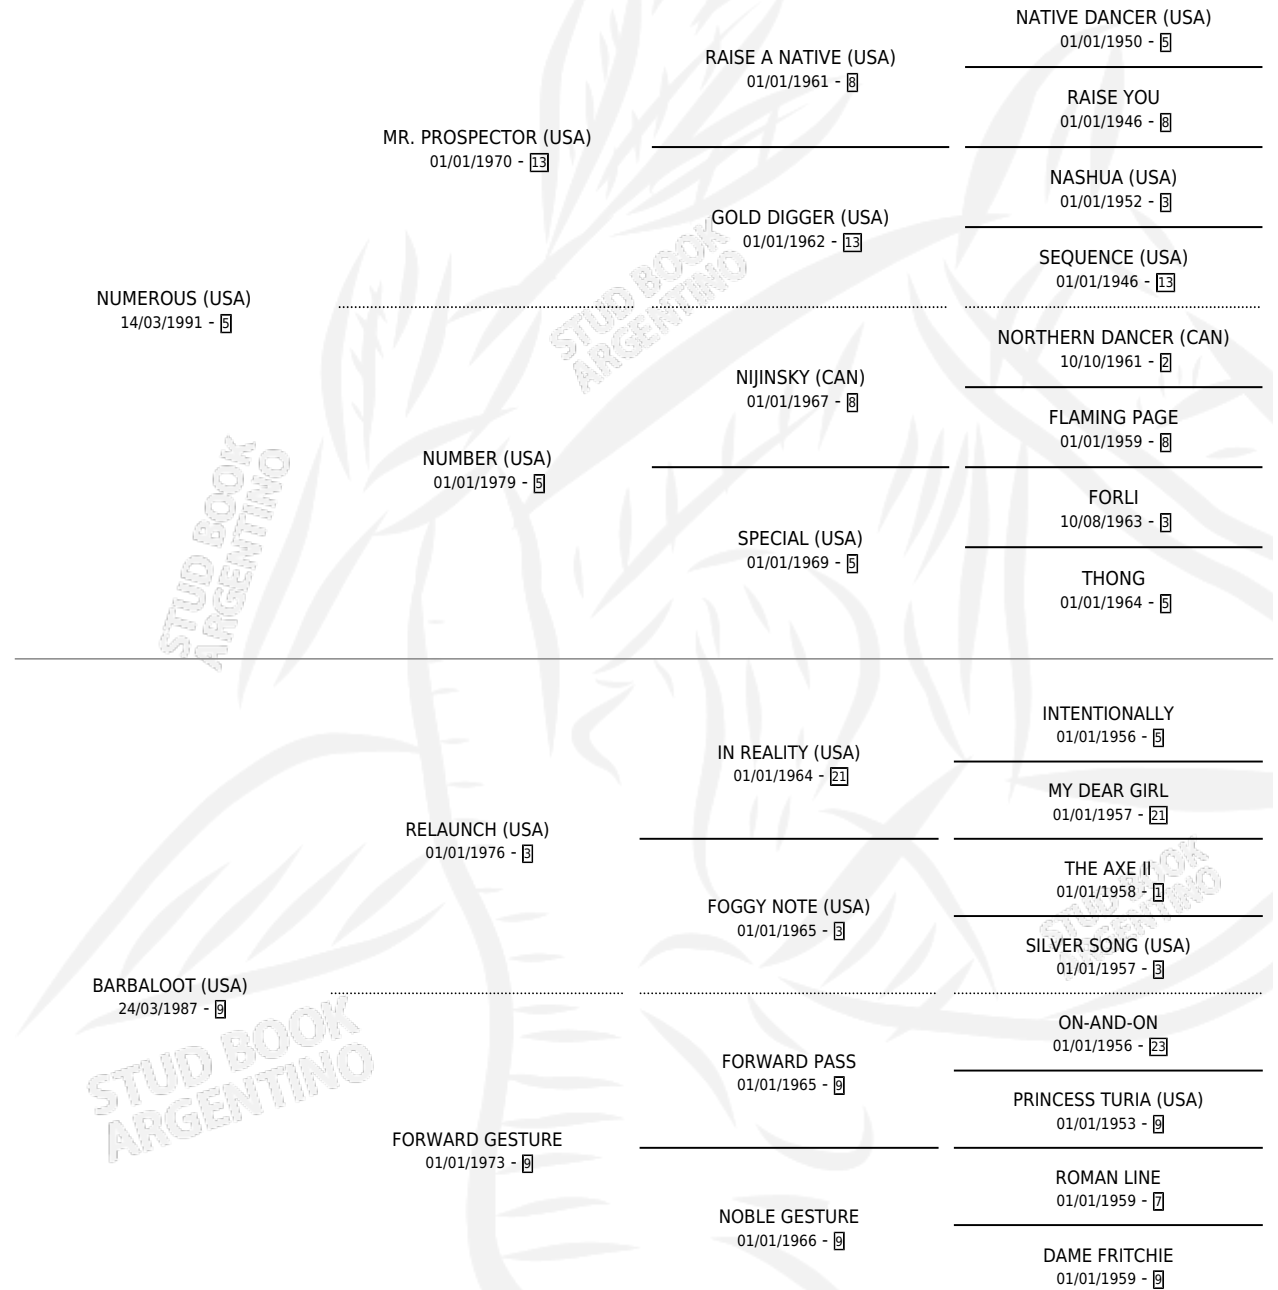 NATIVE DANCER (USA)
01/01/1950 - 5
RAISE A NATIVE (USA)
01/01/1961 - 8
RAISE YOU
01/01/1946 - 8
MR. PROSPECTOR (USA)
01/01/1970 - 13
NASHUA (USA)
01/01/1952 - 3
GOLD DIGGER (USA)
01/01/1962 - 13
SEQUENCE (USA)
01/01/1946 - 13
NUMEROUS (USA)
14/03/1991 - 5
STUD BOOK
ARGENTINO
NORTHERN DANCER (CAN)
10/10/1961 - 2
NIJINSKY (CAN)
01/01/1967 - 8
FLAMING PAGE
01/01/1959 - 8
NUMBER (USA)
01/01/1979 - 5
FORLI
10/08/1963 - 3
SPECIAL (USA)
01/01/1969 - 5
THONG
01/01/1964 - 5
STUD BOOK
ARGENTINO
INTENTIONALLY
01/01/1956 - 5
IN REALITY (USA)
01/01/1964 - 21
MY DEAR GIRL
01/01/1957 - 21
RELAUNCH (USA)
01/01/1976 - 3
THE AXE II
01/01/1958 - 1
FOGGY NOTE (USA)
01/01/1965 - 3
STUD BOOK
ARGENTINO
SILVER SONG (USA)
01/01/1957 - 3
BARBALOOT (USA)
24/03/1987 - 9
ON-AND-ON
01/01/1956 - 23
FORWARD PASS
01/01/1965 - 9
PRINCESS TURIA (USA)
01/01/1953 - 9
STUD BOOK
ARGENTINO
FORWARD GESTURE
01/01/1973 - 9
ROMAN LINE
01/01/1959 - 7
NOBLE GESTURE
01/01/1966 - 9
DAME FRITCHIE
01/01/1959 - 9